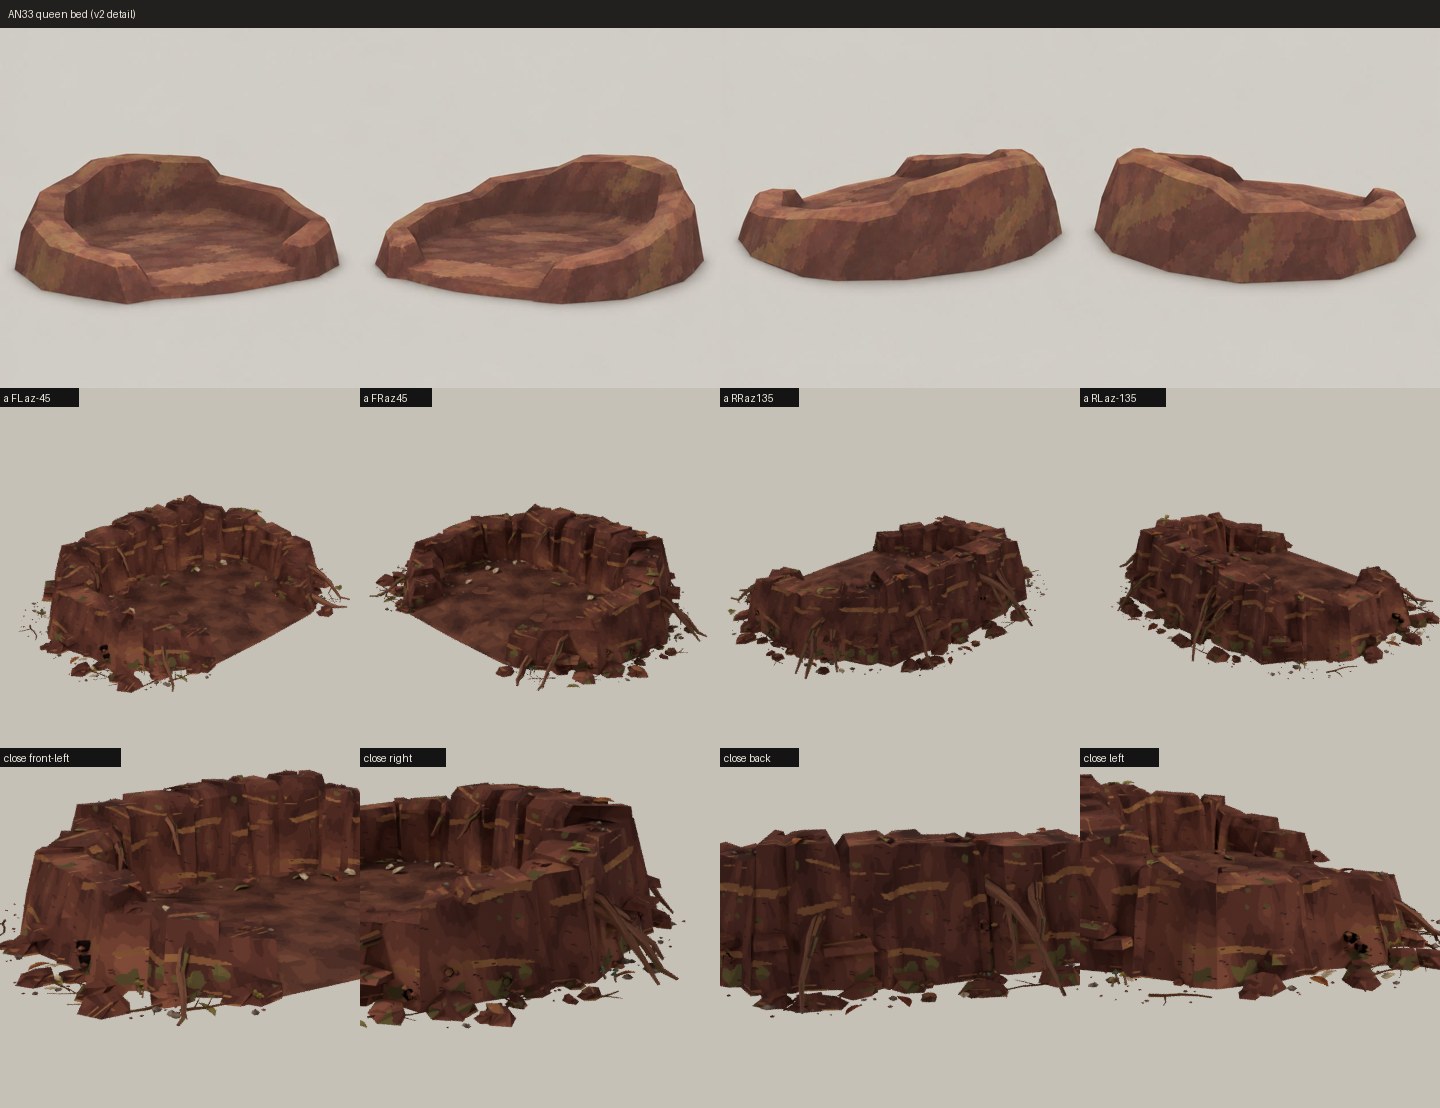 AN33 queen bed (v2 detail)
a FL az-45
a FR az45
a RR az135
a RL az-135
close front-left
close right
close back
close left